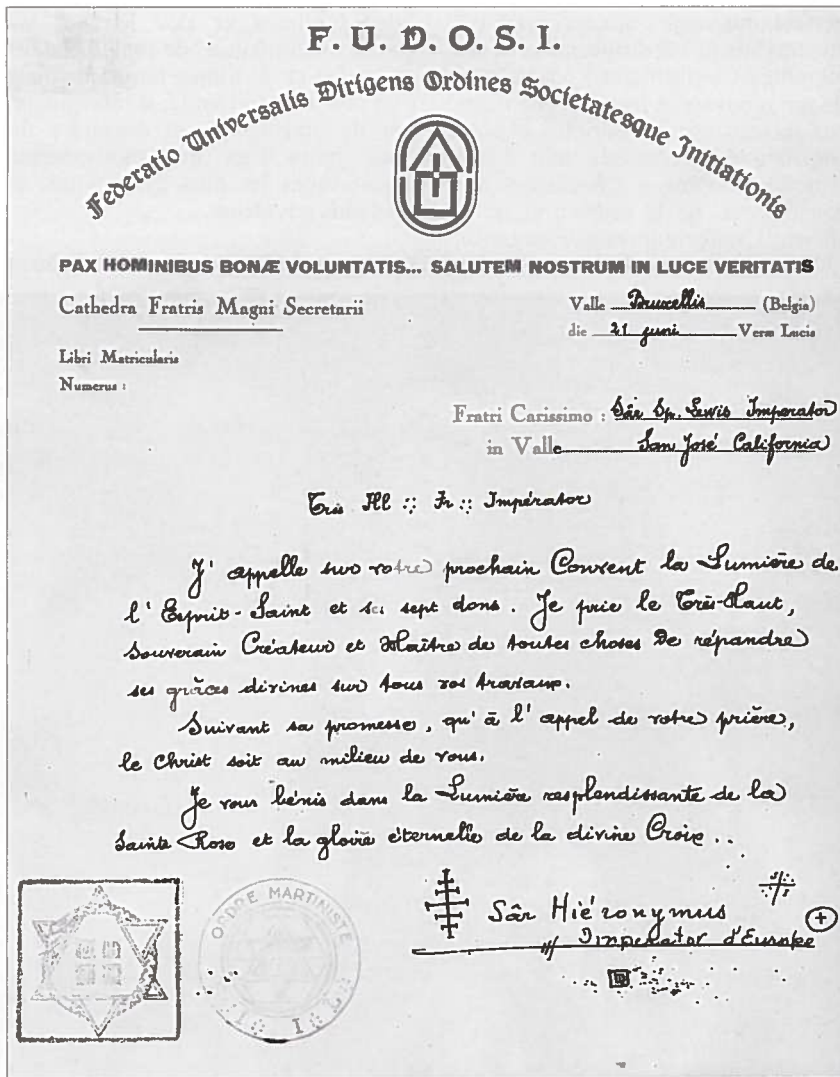 F. U. D. O. S. I.
Federatio Universalis Dirigens Ordines Societatesque Initiationis
PAX HOMINIBUS BONÆ VOLUNTATIS... SALUTEM NOSTRUM IN LUCE VERITATIS
Cathedra Fratris Magni Secretarii
Valle Bruxellis (Belgia)
die 21 juni Veræ Lucis
Libri Matricularis
Numerus :
Fratri Carissimo : Sâr Sp. Lewis Imperator
in Valle San José California
Très Ill :: Fr :: Impérator
J'appelle sur votre prochain Convent la Lumière de
l'Esprit-Saint et ses sept dons. Je prie le Très-Haut,
Souverain Créateur et Maître de toutes choses de répandre
ses grâces divines sur tous vos travaux.
Suivant sa promesse, qu'à l'appel de votre prière,
le Christ soit au milieu de vous.
Je vous bénis dans la Lumière resplendissante de la
Sainte Rose et la gloire éternelle de la divine Croix..
ORDRE MARTINISTE
Sâr Hiéronymus
Imperator d'Europe